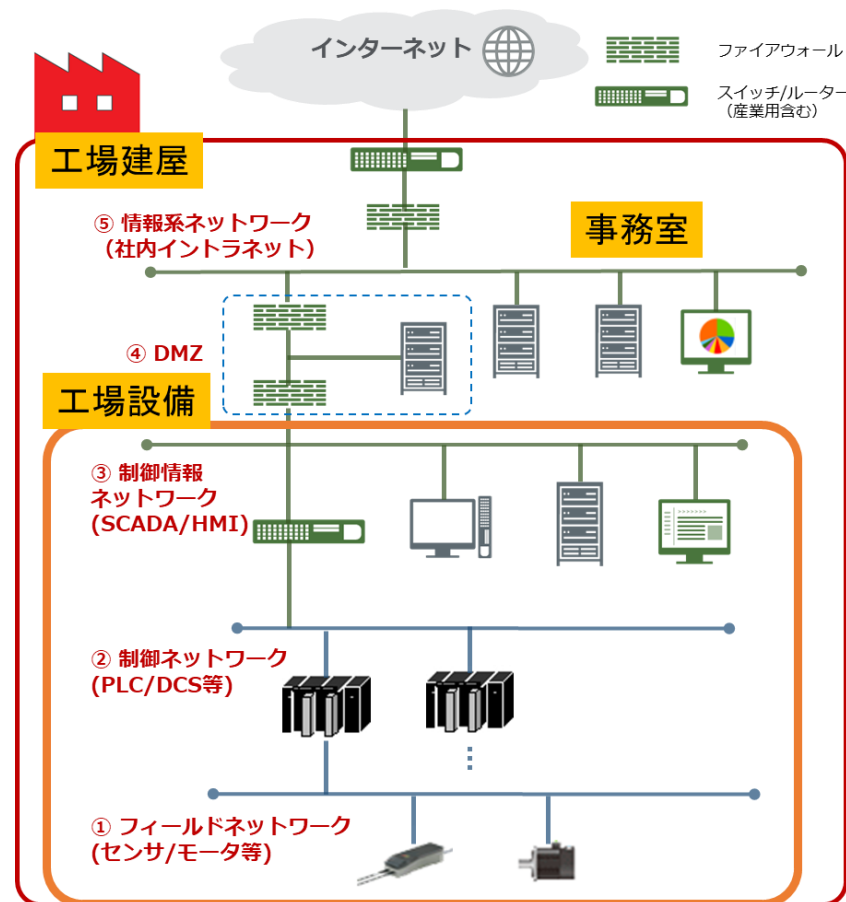 インターネット
ファイアウォール
スイッチ/ルーター
（産業用含む）
工場建屋
⑤ 情報系ネットワーク
（社内イントラネット）
事務室
④ DMZ
工場設備
③ 制御情報
ネットワーク
(SCADA/HMI)
② 制御ネットワーク
(PLC/DCS等)
① フィールドネットワーク
(センサ/モータ等)